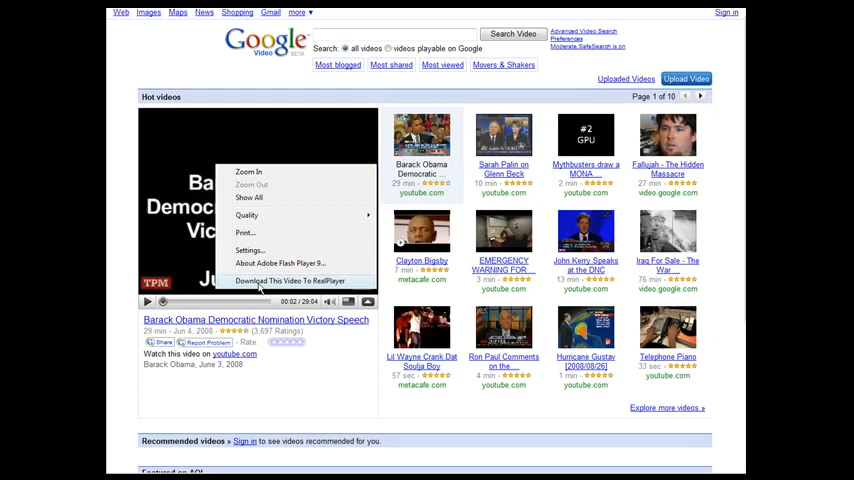 Web Images Maps News Shopping Gmail more ▼
Sign in
Google
Video BETA
Search Video
Advanced Video Search
Preferences
Moderate SafeSearch is on
Search: all videos videos playable on Google
Most blogged Most shared Most viewed Movers & Shakers
Uploaded Videos Upload Video
Hot videos
Page 1 of 10
Ba
Democ
Vic
Ju
TPM
Zoom In
Zoom Out
Show All
Quality
Print...
Settings...
About Adobe Flash Player 9...
Download This Video To RealPlayer
00:02 / 29:04
Barack Obama Democratic Nomination Victory Speech
29 min - Jun 4, 2008 - (3,697 Ratings)
Share Report Problem - Rate:
Watch this video on youtube.com
Barack Obama, June 3, 2008
Barack Obama
Democratic ...
29 min -
youtube.com
Sarah Palin on
Glenn Beck
10 min -
youtube.com
#2
GPU
Mythbusters draw a
MONA ...
2 min -
youtube.com
Fallujah - The Hidden
Massacre
27 min -
video.google.com
Clayton Bigsby
7 min -
metacafe.com
EMERGENCY
WARNING FOR ...
3 min -
youtube.com
John Kerry Speaks
at the DNC
13 min -
youtube.com
Iraq For Sale - The
War ...
76 min -
video.google.com
Lil Wayne Crank Dat
Soulja Boy
57 sec -
metacafe.com
Ron Paul Comments
on the ...
4 min -
youtube.com
Hurricane Gustav
[2008/08/26]
1 min -
youtube.com
Telephone Piano
33 sec -
youtube.com
Explore more videos »
Recommended videos » Sign in to see videos recommended for you.
Featured on AOL